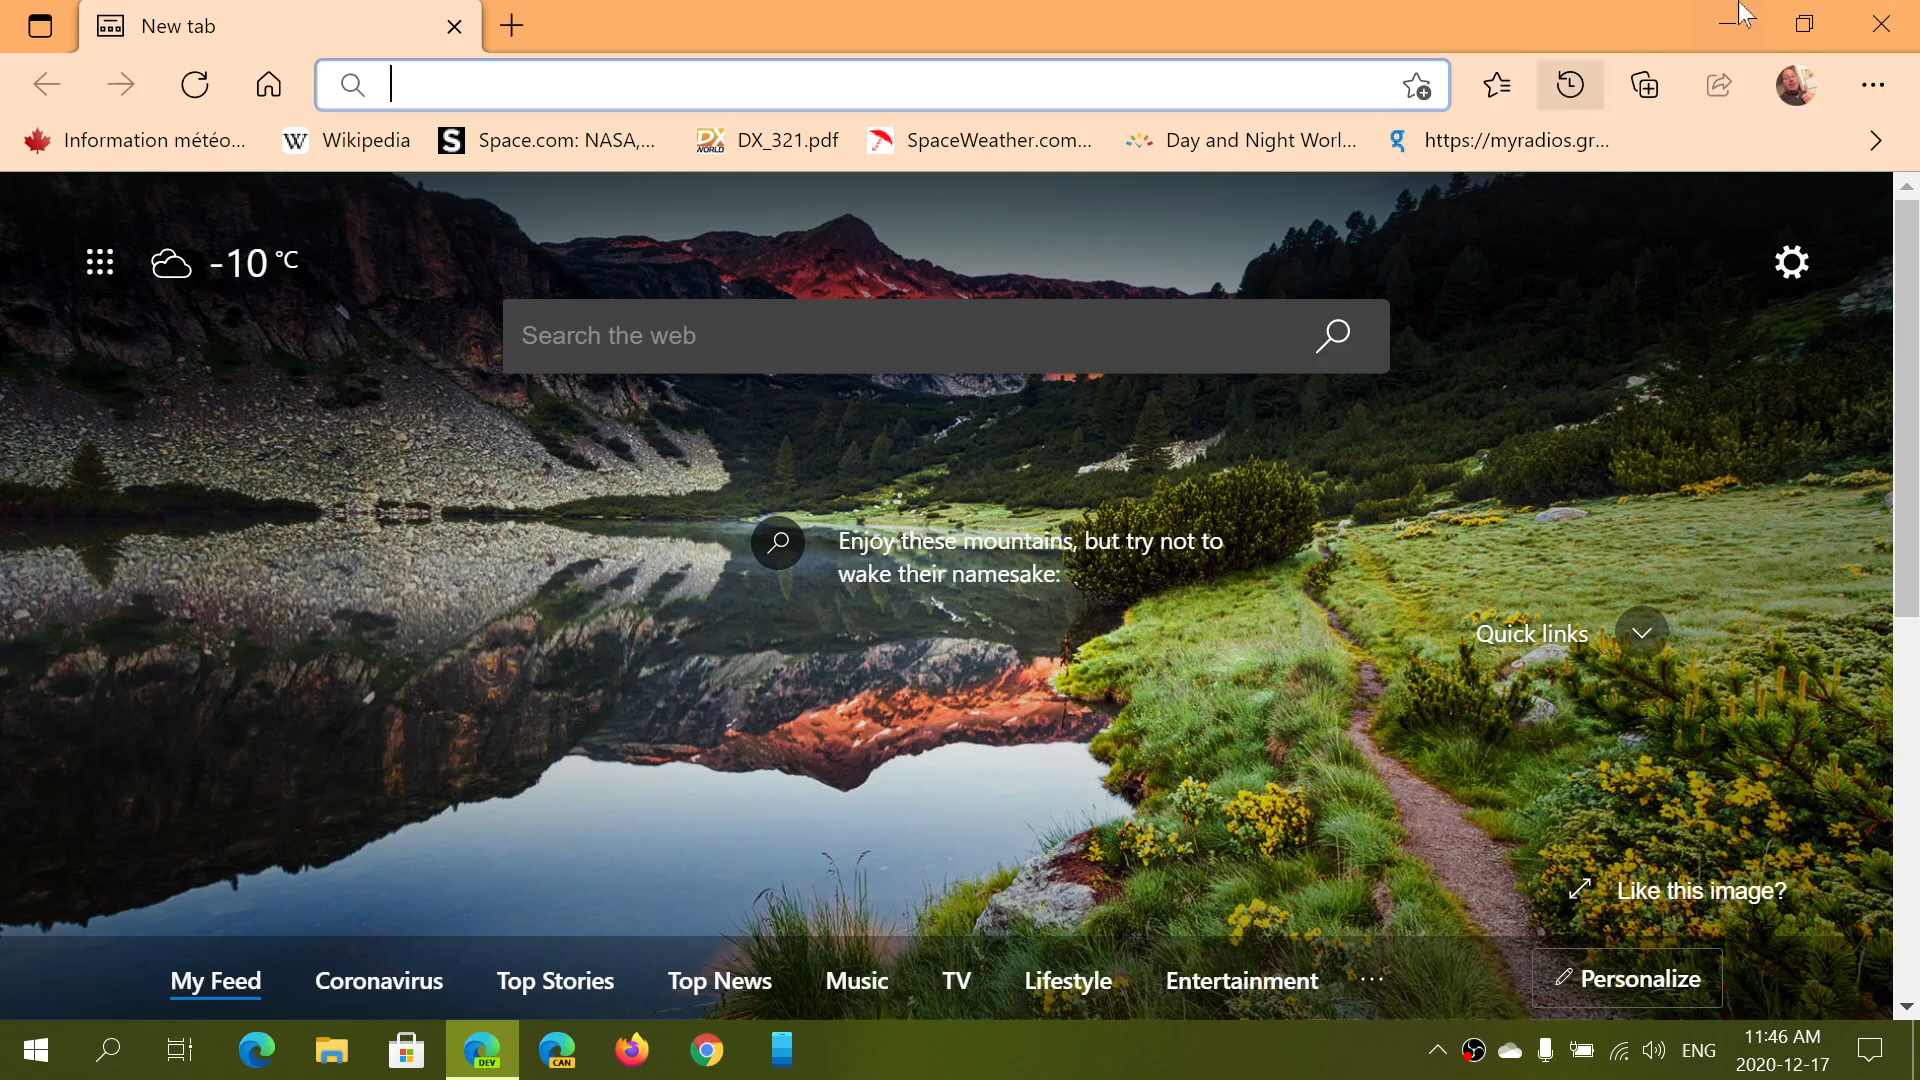 New tab
Information météo...
Wikipedia
Space.com: NASA,...
DX_321.pdf
SpaceWeather.com...
Day and Night Worl...
https://myradios.gr...
-10 °C
Search the web
Enjoy these mountains, but try not to
wake their namesake:
Quick links
Like this image?
My Feed
Coronavirus
Top Stories
Top News
Music
TV
Lifestyle
Entertainment
...
Personalize
DEV
CAN
ENG
11:46 AM
2020-12-17